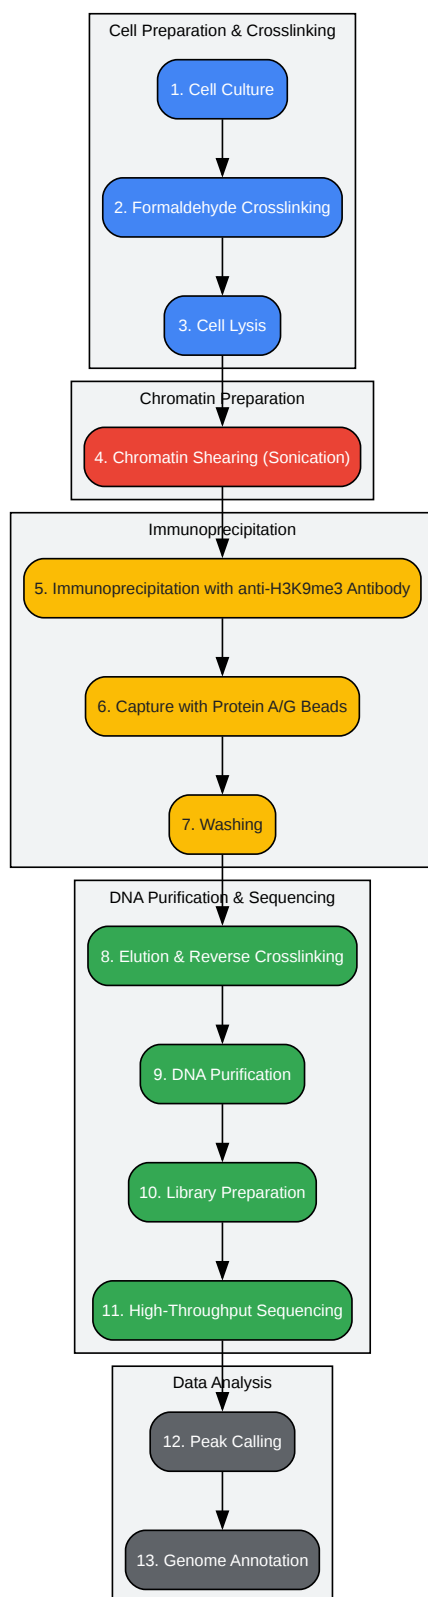 Cell Preparation & Crosslinking
1. Cell Culture
2. Formaldehyde Crosslinking
3. Cell Lysis
Chromatin Preparation
4. Chromatin Shearing (Sonication)
Immunoprecipitation
5. Immunoprecipitation with anti-H3K9me3 Antibody
6. Capture with Protein A/G Beads
7. Washing
DNA Purification & Sequencing
8. Elution & Reverse Crosslinking
9. DNA Purification
10. Library Preparation
11. High-Throughput Sequencing
Data Analysis
12. Peak Calling
13. Genome Annotation